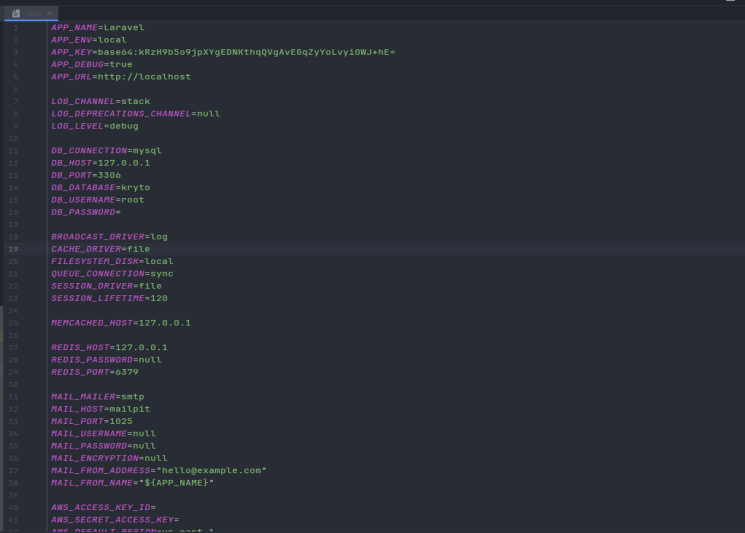 APP_NAME=Laravel
APP_ENV=local
APP_KEY=base64:kRzH9b5o9jpXYgEDNKthqQVgAvE0qZyYoLvyi0WJ+hE=
APP_DEBUG=true
APP_URL=http://localhost
LOG_CHANNEL=stack
LOG_DEPRECATIONS_CHANNEL=null
LOG_LEVEL=debug
DB_CONNECTION=mysql
DB_HOST=127.0.0.1
DB_PORT=3306
DB_DATABASE=kryto
DB_USERNAME=root
DB_PASSWORD=
BROADCAST_DRIVER=log
CACHE_DRIVER=file
FILESYSTEM_DISK=local
QUEUE_CONNECTION=sync
SESSION_DRIVER=file
SESSION_LIFETIME=120
MEMCACHED_HOST=127.0.0.1
REDIS_HOST=127.0.0.1
REDIS_PASSWORD=null
REDIS_PORT=6379
MAIL_MAILER=smtp
MAIL_HOST=mailpit
MAIL_PORT=1025
MAIL_USERNAME=null
MAIL_PASSWORD=null
MAIL_ENCRYPTION=null
MAIL_FROM_ADDRESS="hello@example.com"
MAIL_FROM_NAME="${APP_NAME}"
AWS_ACCESS_KEY_ID=
AWS_SECRET_ACCESS_KEY=
AWS_DEFAULT_REGION=us-east-1